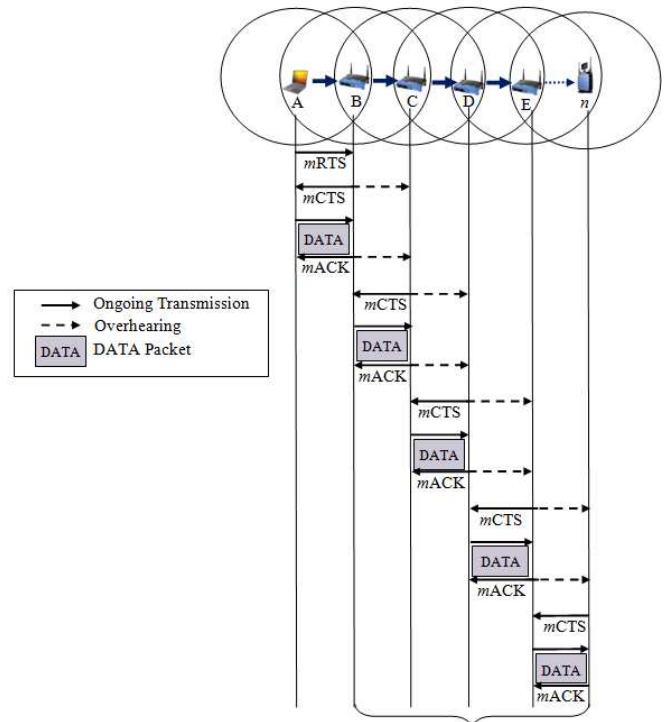 A B C D E n
mRTS
mCTS
DATA
mACK
mCTS
DATA
mACK
mCTS
DATA
mACK
mCTS
DATA
mACK
mCTS
DATA
mACK
Ongoing Transmission
Overhearing
DATA DATA Packet